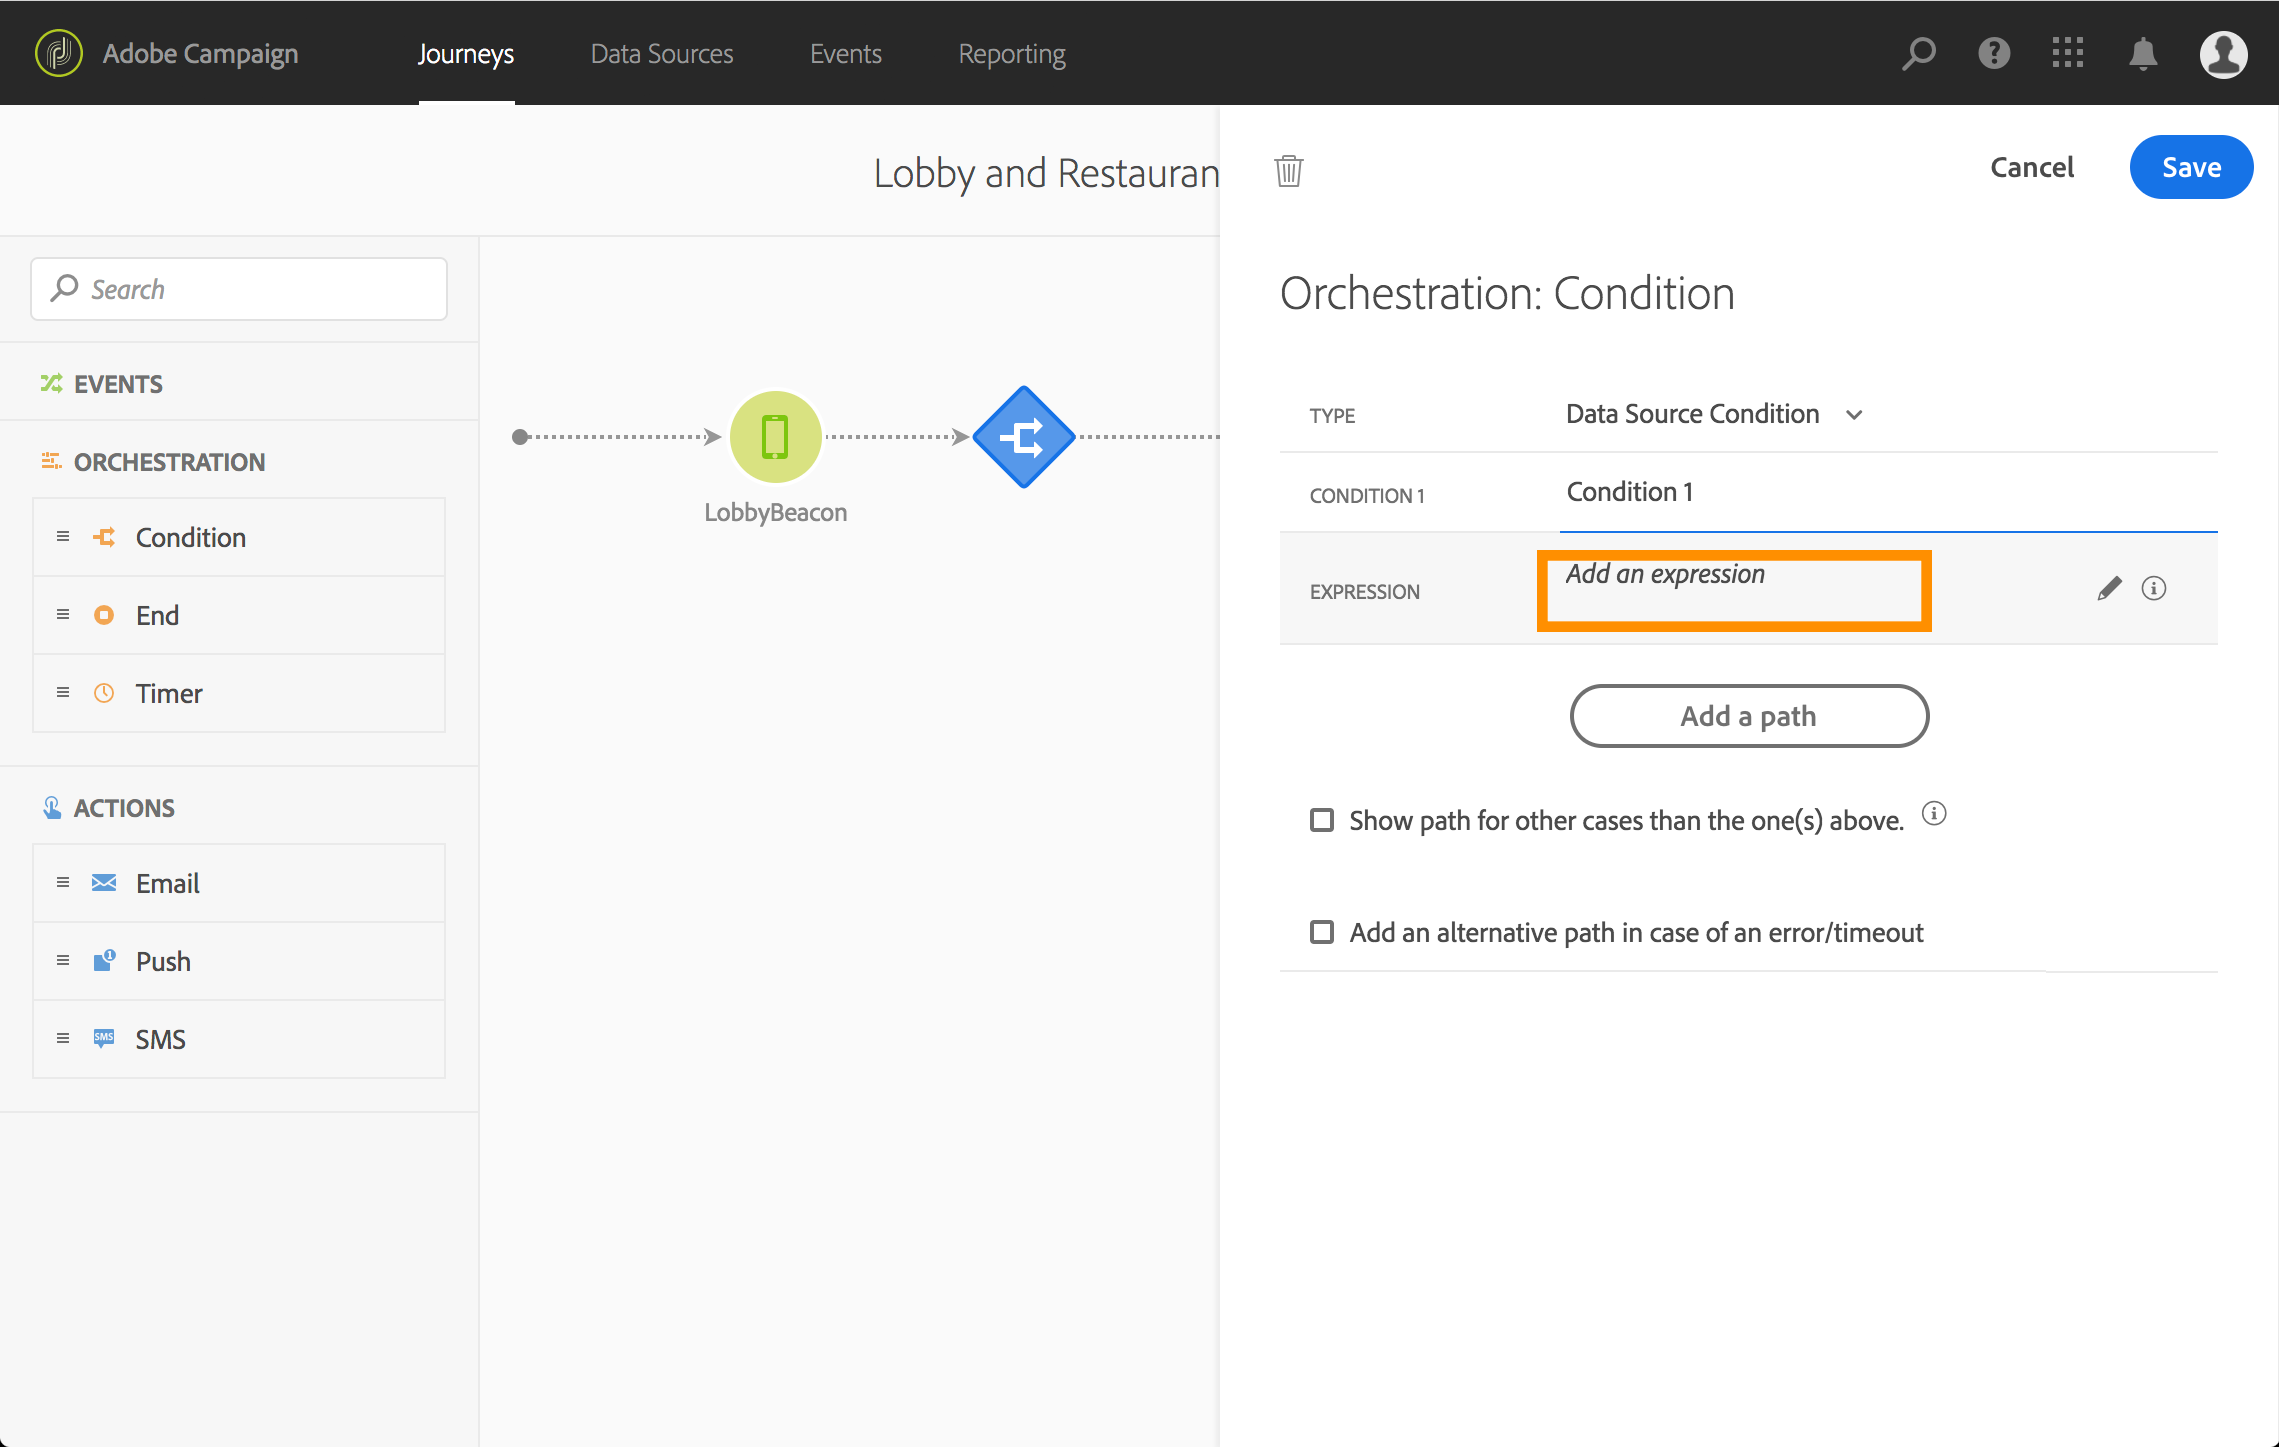 Adobe Campaign Journeys Data Sources Events Reporting
Lobby and Restauran
Cancel Save
Search
EVENTS
ORCHESTRATION
Condition
End
Timer
ACTIONS
Email
1
Push
SMS
SMS
LobbyBeacon
Orchestration: Condition
TYPE Data Source Condition
CONDITION 1 Condition 1
EXPRESSION Add an expression
Add a path
Show path for other cases than the one(s) above.
Add an alternative path in case of an error/timeout